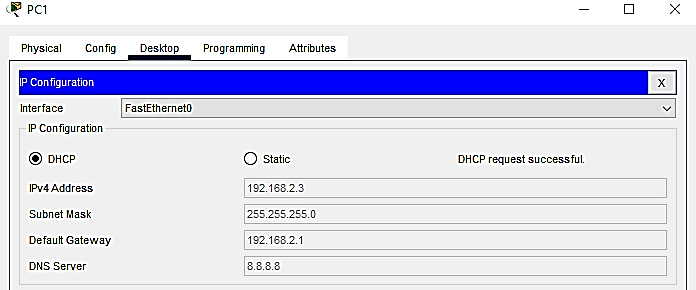 PC1
Physical Config Desktop Programming Attributes
IP Configuration X
Interface FastEthernet0
IP Configuration
DHCP Static DHCP request successful.
IPv4 Address 192.168.2.3
Subnet Mask 255.255.255.0
Default Gateway 192.168.2.1
DNS Server 8.8.8.8